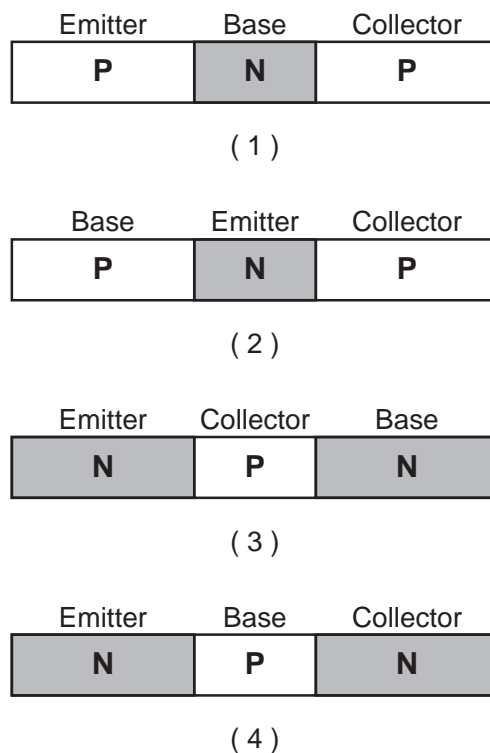 Emitter Base Collector
P N P
( 1 )
Base Emitter Collector
P N P
( 2 )
Emitter Collector Base
N P N
( 3 )
Emitter Base Collector
N P N
( 4 )